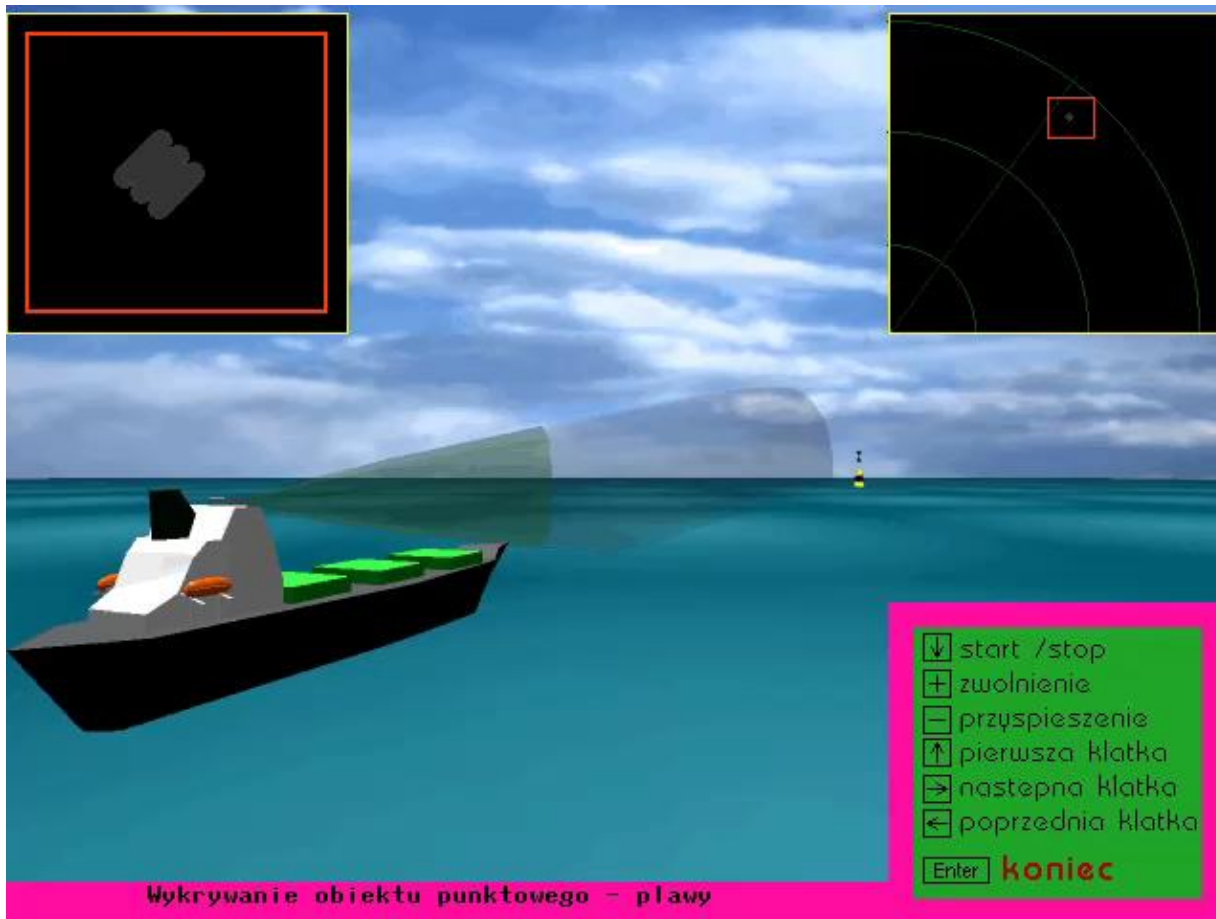 ↓ start /stop
+ zwolnienie
− przyspieszenie
↑ pierwsza klatka
→ nastepna klatka
← poprzednia klatka
Enter koniec
Wykrywanie obiektu punktowego - plawy